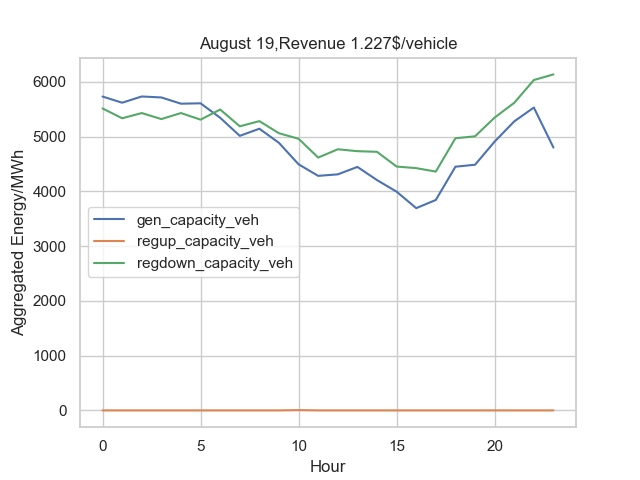 August 19,Revenue 1.227$/vehicle
Aggregated Energy/MWh
6000
5000
4000
3000
2000
1000
0
gen_capacity_veh
regup_capacity_veh
regdown_capacity_veh
0 5 10 15 20
Hour